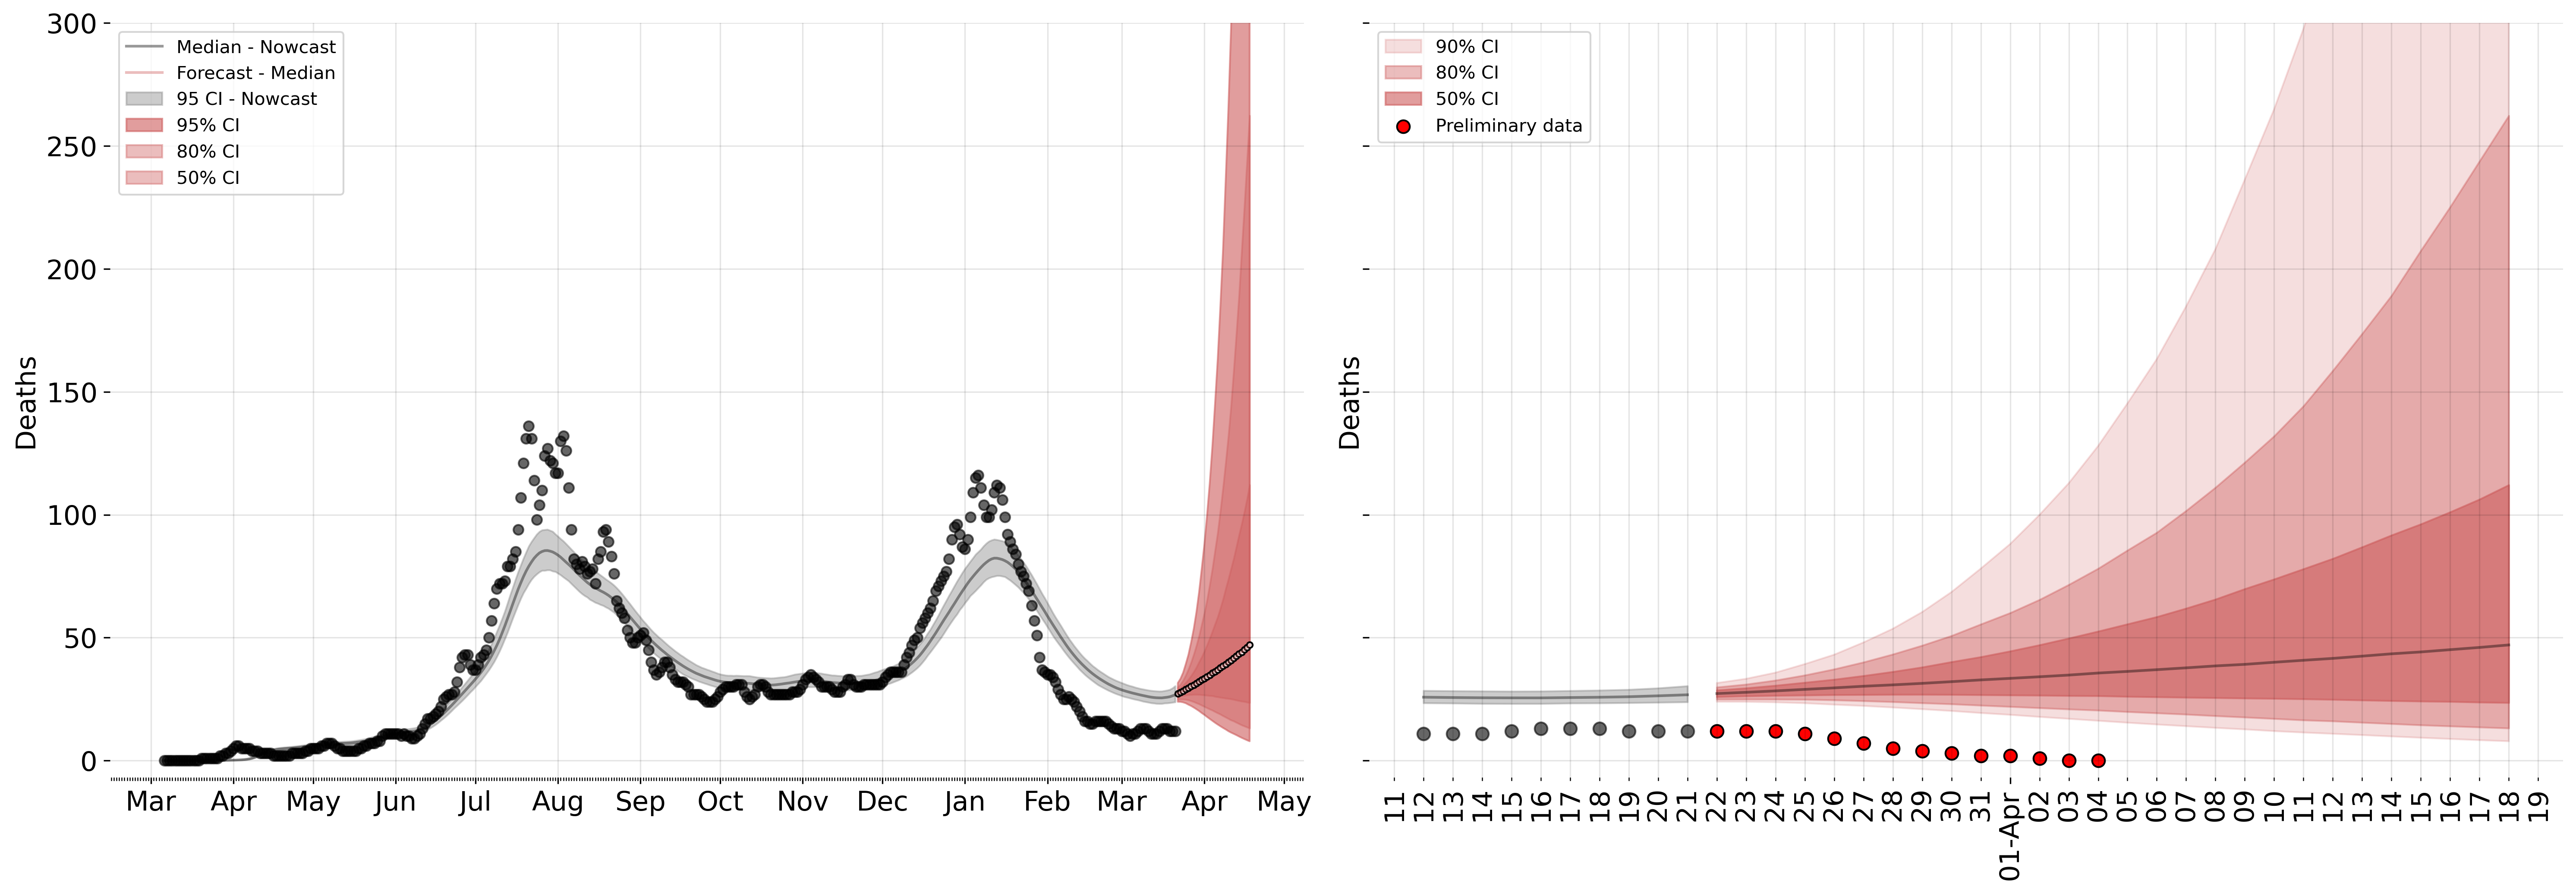 300
250
200
150
100
50
0
Deaths
Median - Nowcast
Forecast - Median
95 CI - Nowcast
95% CI
80% CI
50% CI
Mar Apr May Jun Jul Aug Sep Oct Nov Dec Jan Feb Mar Apr May
Deaths
90% CI
80% CI
50% CI
Preliminary data
11 12 13 14 15 16 17 18 19 20 21 22 23 24 25 26 27 28 29 30 31 01-Apr 02 03 04 05 06 07 08 09 10 11 12 13 14 15 16 17 18 19